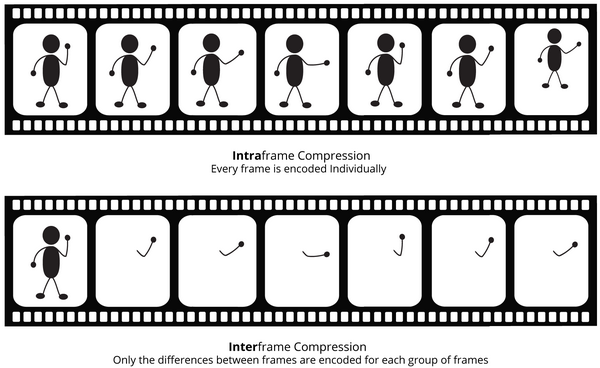 Intraframe Compression
Every frame is encoded Individually
Interframe Compression
Only the differences between frames are encoded for each group of frames